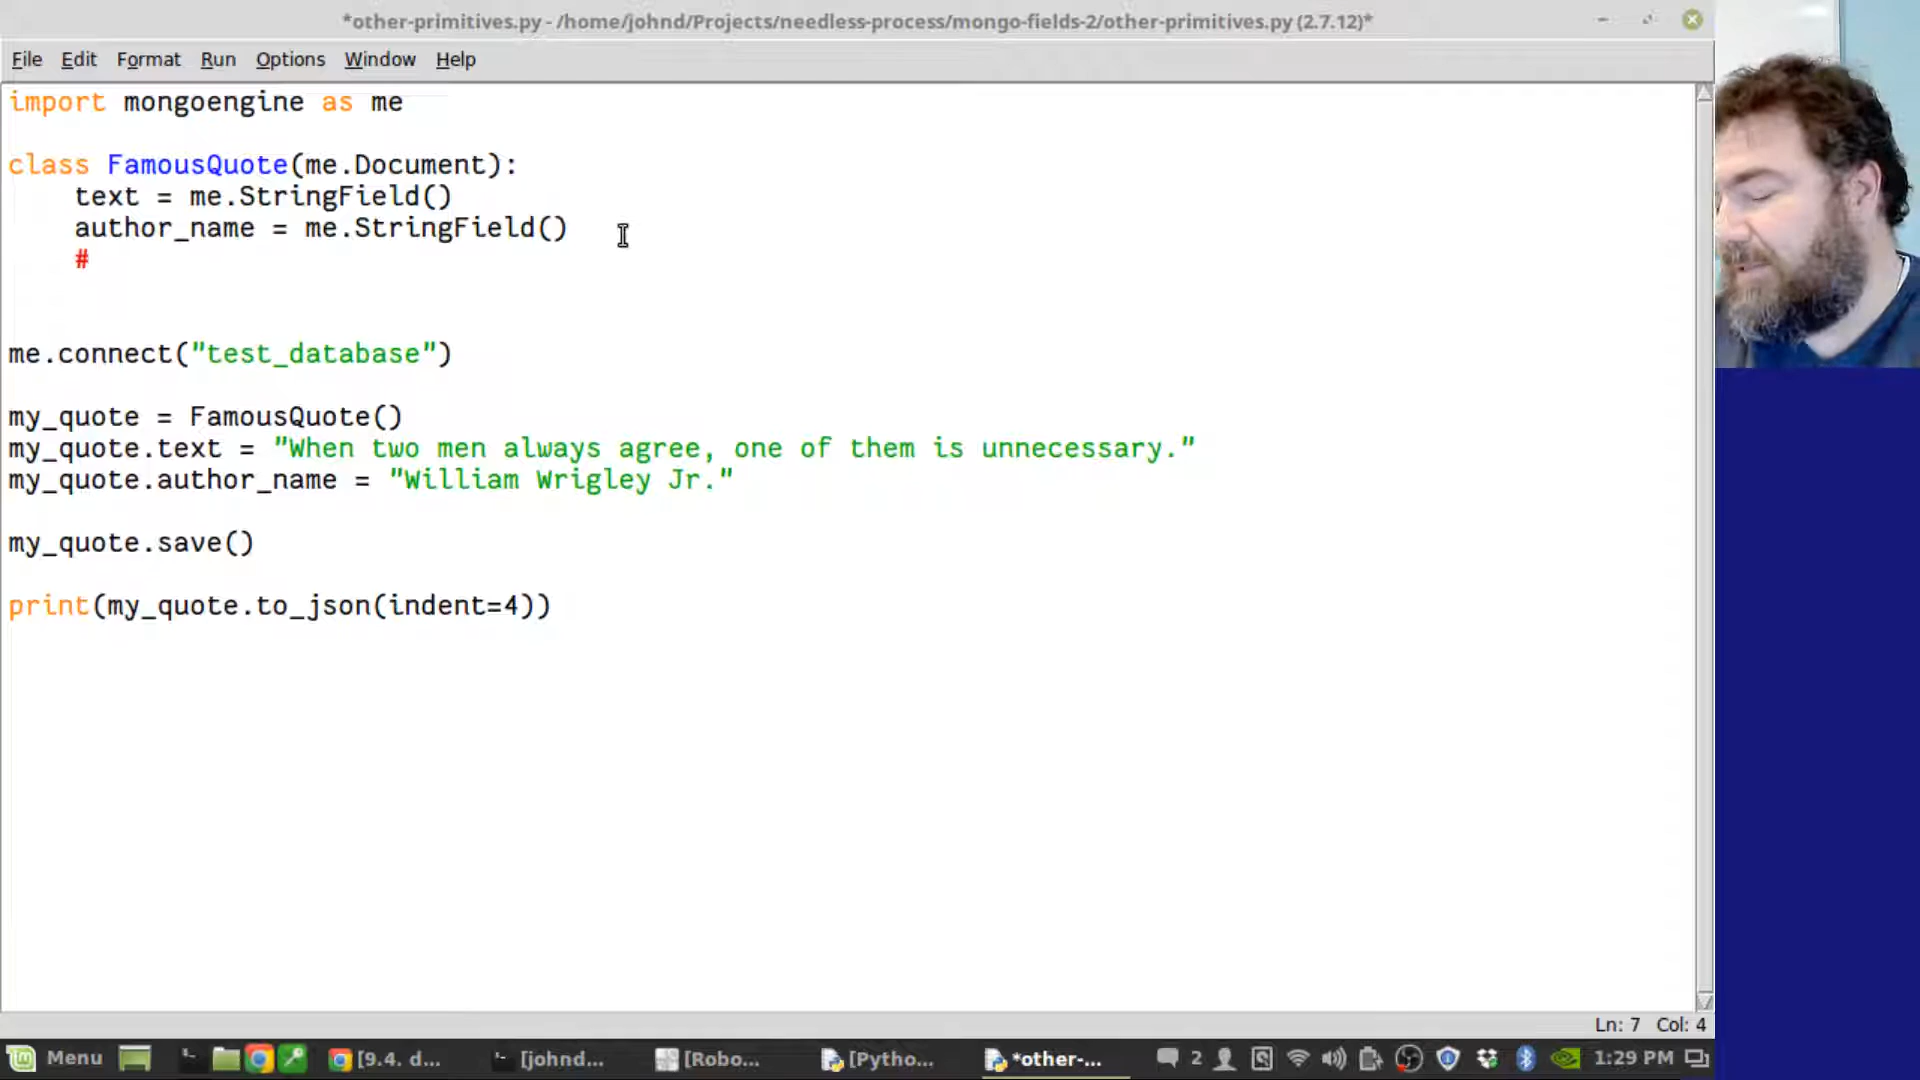 *other-primitives.py - /home/johnd/Projects/needless-process/mongo-fields-2/other-primitives.py (2.7.12)*
File Edit Format Run Options Window Help
import mongoengine as me
class FamousQuote(me.Document):
    text = me.StringField()
    author_name = me.StringField()
    #
me.connect("test_database")
my_quote = FamousQuote()
my_quote.text = "When two men always agree, one of them is unnecessary."
my_quote.author_name = "William Wrigley Jr."
my_quote.save()
print(my_quote.to_json(indent=4))
Ln: 7 Col: 4
Menu [9.4. d... [johnd... [Robo... [Pytho... *other-... 2 1:29 PM